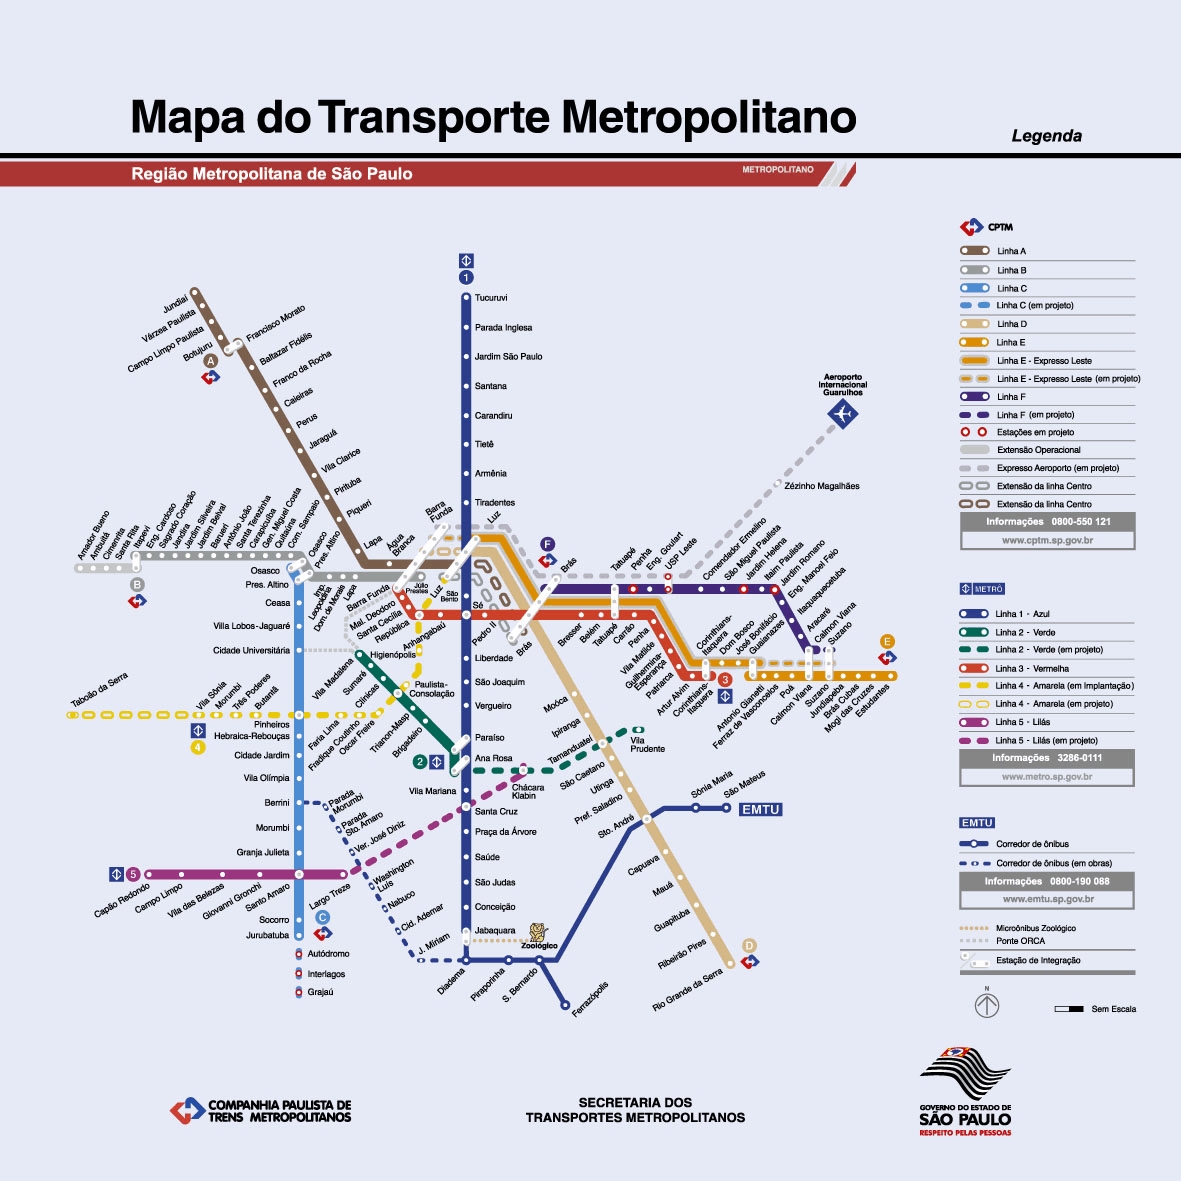 Mapa do Transporte Metropolitano
Legenda
Região Metropolitana de São Paulo
METROPOLITANO
CPTM
Linha A
Linha B
Linha C
Linha C (em projeto)
Linha D
Linha E
Linha E - Expresso Leste
Linha E - Expresso Leste (em projeto)
Linha F
Linha F (em projeto)
Estações em projeto
Extensão Operacional
Expresso Aeroporto (em projeto)
Extensão da linha Centro
Extensão da linha Centro
Informações 0800-550 121
www.cptm.sp.gov.br
METRÔ
Linha 1 - Azul
Linha 2 - Verde
Linha 2 - Verde (em projeto)
Linha 3 - Vermelha
Linha 4 - Amarela (em Implantação)
Linha 4 - Amarela (em projeto)
Linha 5 - Lilás
Linha 5 - Lilás (em projeto)
Informações 3286-0111
www.metro.sp.gov.br
EMTU
Corredor de ônibus
Corredor de ônibus (em obras)
Informações 0800-190 088
www.emtu.sp.gov.br
Microônibus Zoológico
Ponte ORCA
Estação de Integração
N
Sem Escala
1
Tucuruvi
Parada Inglesa
Jardim São Paulo
Santana
Carandiru
Tietê
Armênia
Tiradentes
Luz
São
Bento
Sé
Liberdade
São Joaquim
Vergueiro
Paraíso
Ana Rosa
Vila Mariana
Santa Cruz
Praça da Árvore
Saúde
São Judas
Conceição
Jabaquara
Zoológico
Jundiaí
Várzea Paulista
Campo Limpo Paulista
Botujuru
A
Francisco Morato
Baltazar Fidélis
Franco da Rocha
Caieiras
Perus
Jaraguá
Vila Clarice
Pirituba
Piqueri
Lapa
Água
Branca
Barra
Funda
Luz
Amador Bueno
Ambuitá
Cimenrita
Santa Rita
Itapevi
Eng. Cardoso
Sagrado Coração
Jandira
Jardim Silveira
Jardim Belval
Barueri
Antônio João
Santa Terezinha
Carapicuíba
Gen. Miguel Costa
Quitaúna
Com. Sampaio
Osasco
Pres. Altino
B
Imp.
Leopoldina
Dom. de Morais
Lapa
Barra Funda
Júlio
Prestes
Osasco
Pres. Altino
Ceasa
Villa Lobos-Jaguaré
Cidade Universitária
Pinheiros
Hebraica-Rebouças
Cidade Jardim
Vila Olímpia
Berrini
Morumbi
Granja Julieta
Santo Amaro
Socorro
Jurubatuba
C
Autódromo
Interlagos
Grajaú
Mal. Deodoro
Santa Cecília
República
Anhangabaú
Pedro II
Brás
Bresser
Belém
Tatuapé
Carrão
Penha
Vila Matilde
Guilhermina-
Esperança
Patriarca
Artur Alvim
Corinthians-
Itaquera
3
Taboão da Serra
Vila Sônia
Morumbi
Três Poderes
Butantã
4
Faria Lima
Fradique Coutinho
Oscar Freire
Paulista-
Consolação
Higienópolis
Vila Madalena
Sumaré
Clínicas
Trianon-Masp
Brigadeiro
2
Chácara
Klabin
Tamanduateí
Vila
Prudente
5
Capão Redondo
Campo Limpo
Vila das Belezas
Giovanni Gronchi
Largo Treze
Parada
Morumbi
Parada
Sto. Amaro
Ver. José Diniz
Washington
Luís
Nabuco
Cid. Ademar
J. Miriam
Diadema
Piraporinha
S. Bernardo
Ferrazópolis
Sônia Maria
São Mateus
EMTU
Moóca
Ipiranga
São Caetano
Utinga
Pref. Saladino
Sto. André
Capuava
Mauá
Guapituba
Ribeirão Pires
Rio Grande da Serra
D
F
Brás
Tatuapé
Penha
Eng. Goulart
USP Leste
Comendador Ermelino
São Miguel Paulista
Jardim Helena
Itaim Paulista
Jardim Romano
Eng. Manoel Feio
Itaquaquecetuba
Aracaré
Calmon Viana
Suzano
Aeroporto
Internacional
Guarulhos
Zézinho Magalhães
Corinthians-
Itaquera
Dom Bosco
José Bonifácio
Guaianazes
Antonio Gianetti
Ferraz de Vasconcelos
Poá
Calmon Viana
Suzano
Jundiapeba
Brás Cubas
Mogi das Cruzes
Estudantes
E
COMPANHIA PAULISTA DE
TRENS METROPOLITANOS
SECRETARIA DOS
TRANSPORTES METROPOLITANOS
GOVERNO DO ESTADO DE
SÃO PAULO
RESPEITO PELAS PESSOAS